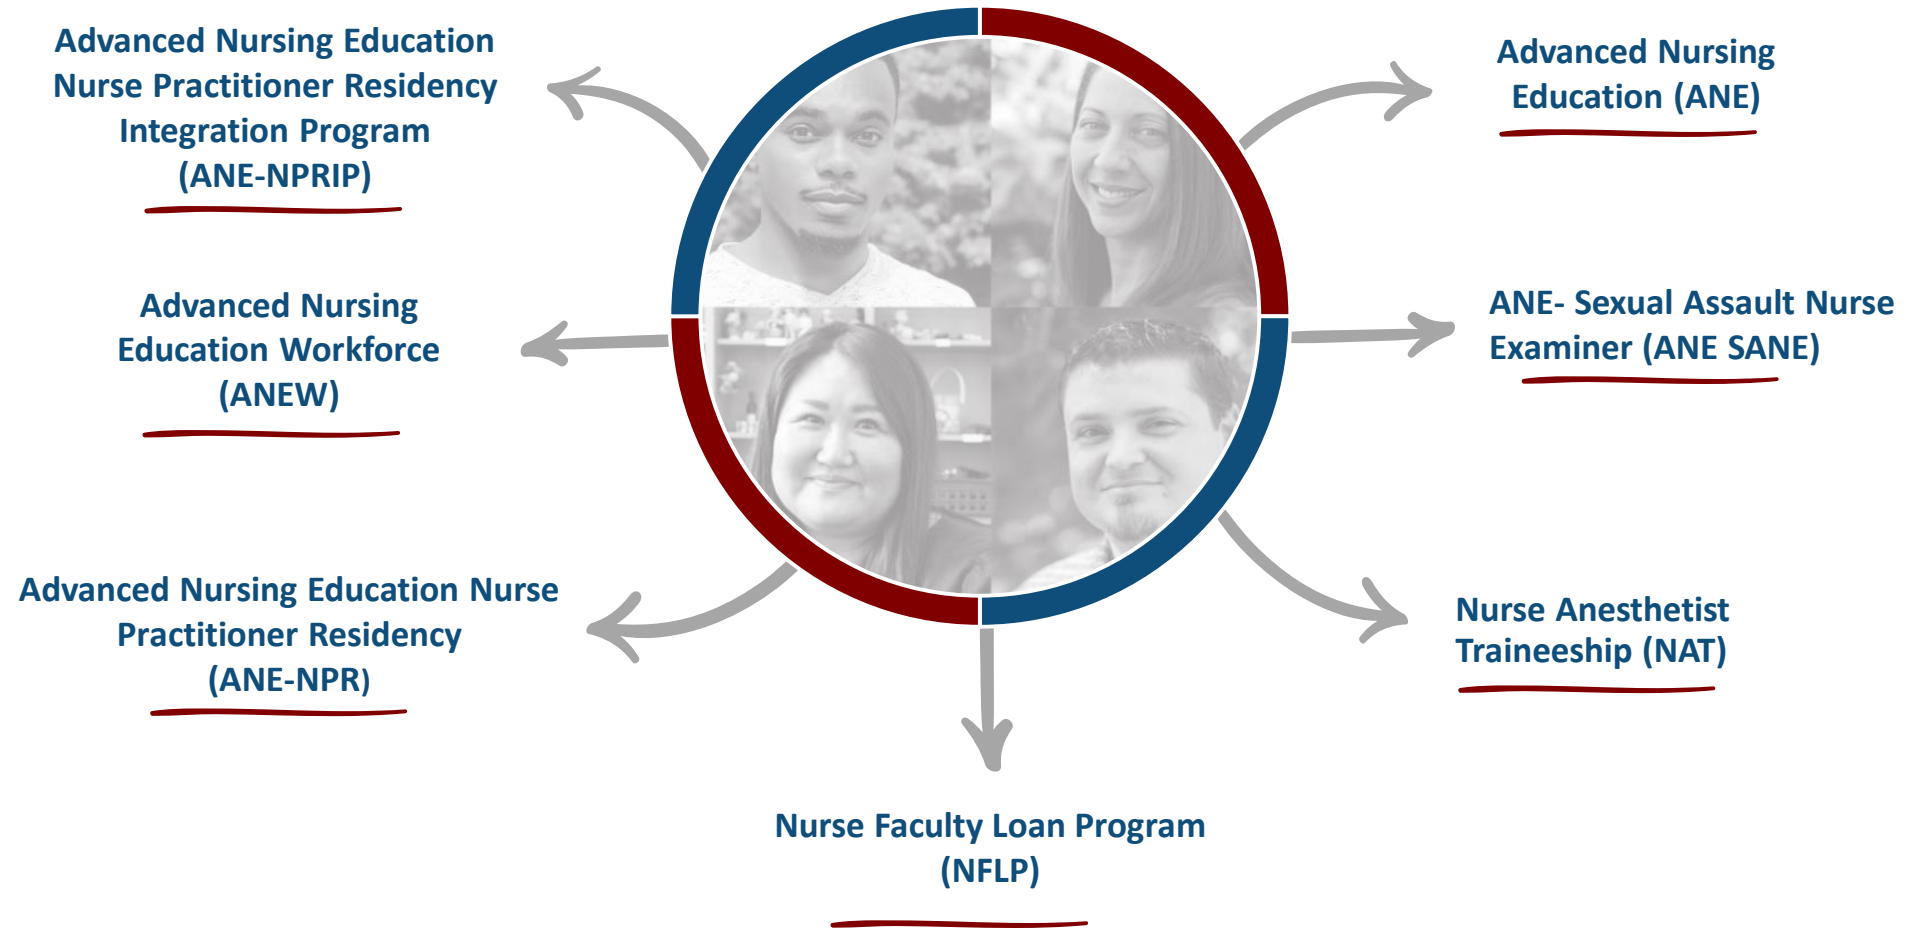 Advanced Nursing Education
Nurse Practitioner Residency
Integration Program
(ANE-NPRIP)
Advanced Nursing
Education (ANE)
Advanced Nursing
Education Workforce
(ANEW)
ANE- Sexual Assault Nurse
Examiner (ANE SANE)
Advanced Nursing Education Nurse
Practitioner Residency
(ANE-NPR)
Nurse Anesthetist
Traineeship (NAT)
Nurse Faculty Loan Program
(NFLP)